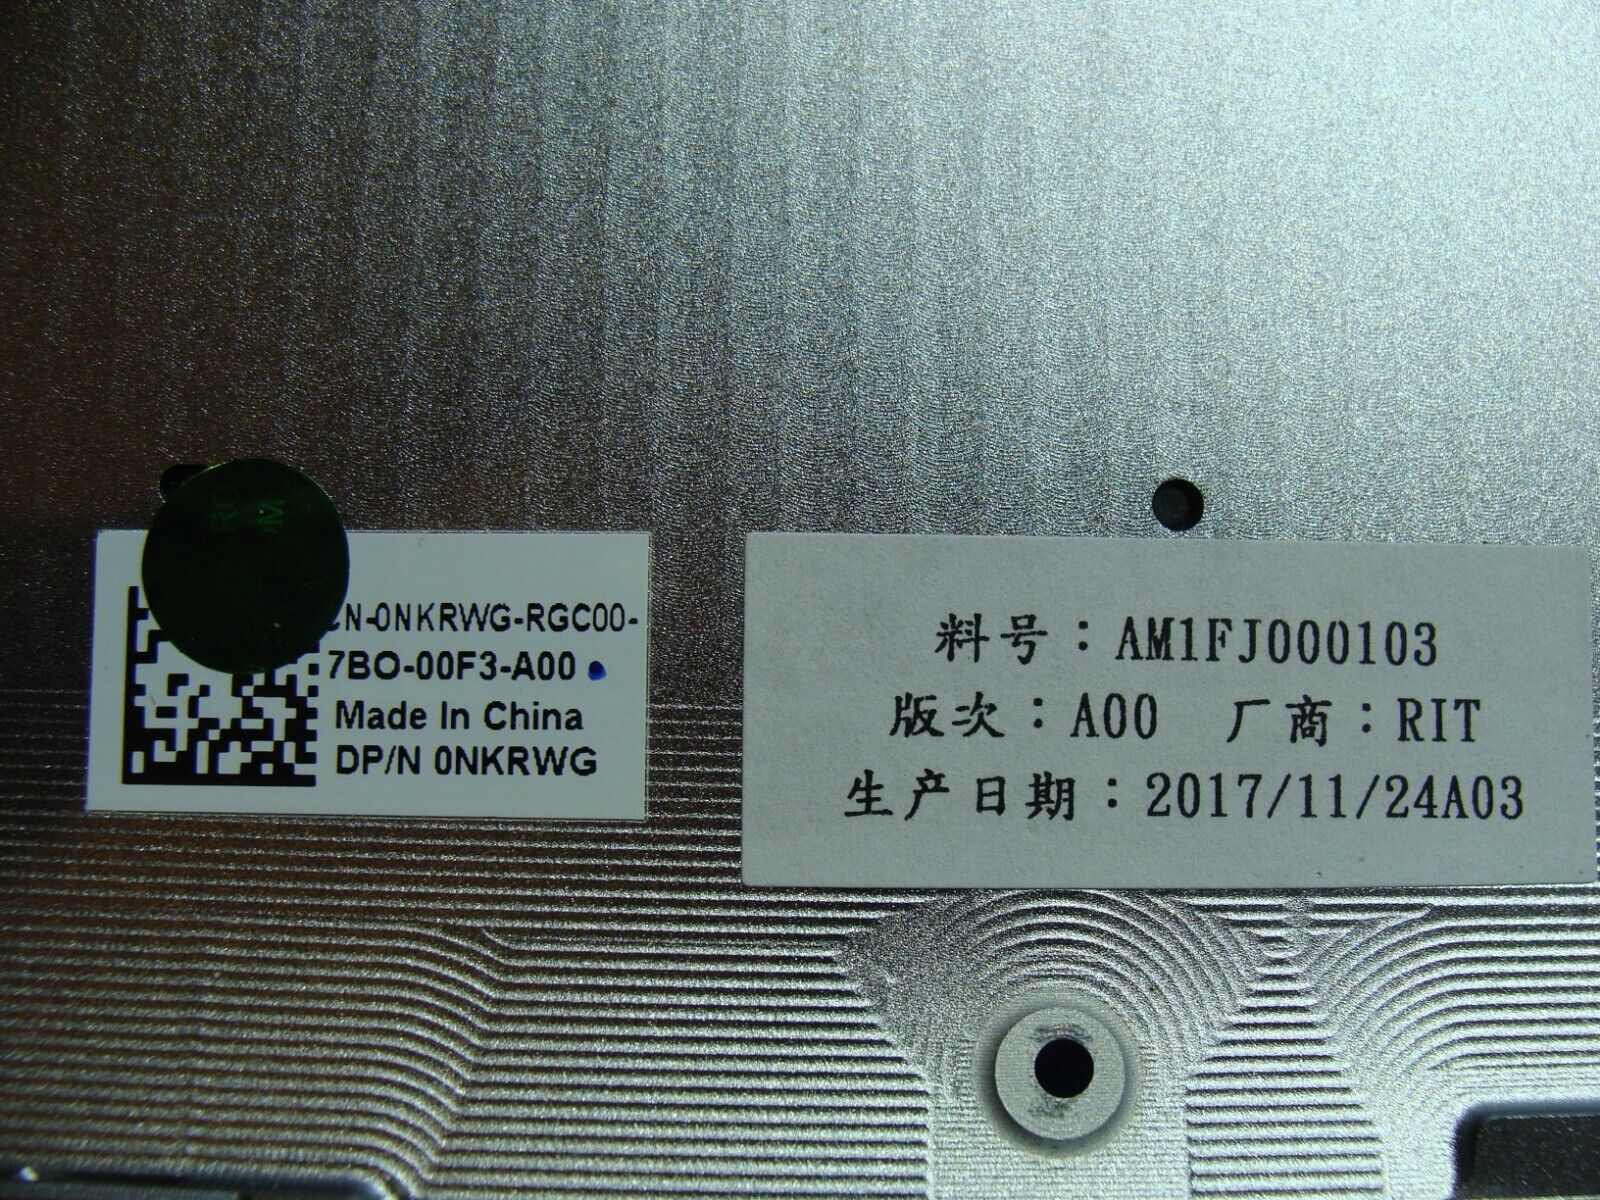 CN-0NKRWG-RGC00-
7BO-00F3-A00
Made In China
DP/N 0NKRWG
料号：AM1FJ000103
版次：A00 厂商：RIT
生产日期：2017/11/24A03